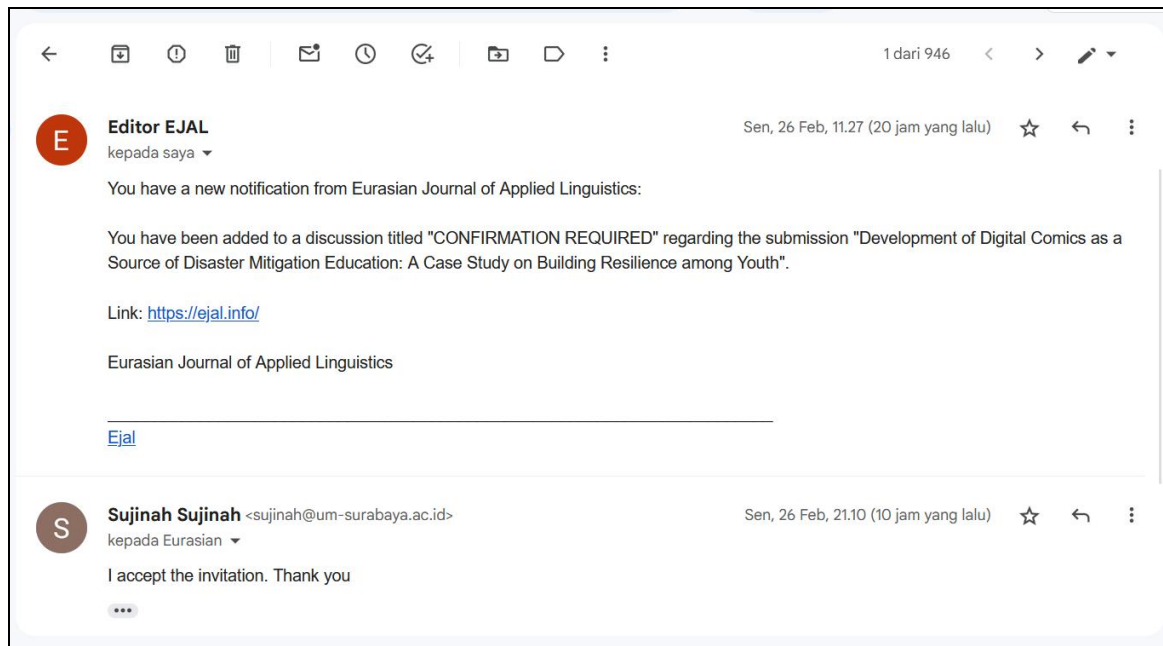 1 dari 946
E
Editor EJAL
Sen, 26 Feb, 11.27 (20 jam yang lalu)
kepada saya
You have a new notification from Eurasian Journal of Applied Linguistics:
You have been added to a discussion titled "CONFIRMATION REQUIRED" regarding the submission "Development of Digital Comics as a
Source of Disaster Mitigation Education: A Case Study on Building Resilience among Youth".
Link: https://ejal.info/
Eurasian Journal of Applied Linguistics
Ejal
S
Sujinah Sujinah <sujinah@um-surabaya.ac.id>
Sen, 26 Feb, 21.10 (10 jam yang lalu)
kepada Eurasian
I accept the invitation. Thank you